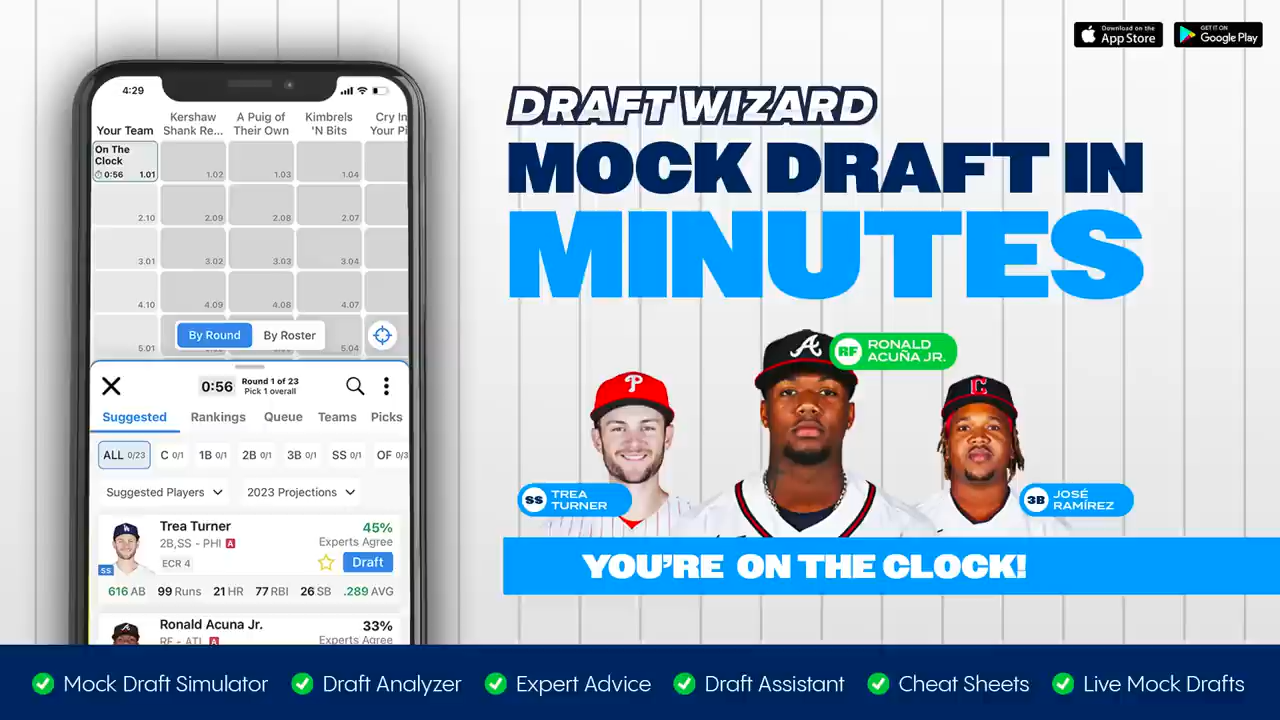 Download on the
App Store
GET IT ON
Google Play
DRAFT WIZARD
MOCK DRAFT IN
MINUTES
4:29
Your Team
Kershaw
Shank Re...
A Puig of
Their Own
Kimbrels
'N Bits
Cry In
Your Pi
On The
Clock
0:56 1.01
1.02 1.03 1.04
2.10 2.09 2.08 2.07
3.01 3.02 3.03 3.04
4.10 4.09 4.08 4.07
5.01 5.04
By Round By Roster
0:56
Round 1 of 23
Pick 1 overall
Suggested Rankings Queue Teams Picks
ALL 0/23 C 0/1 1B 0/1 2B 0/1 3B 0/1 SS 0/1 OF 0/3
Suggested Players 2023 Projections
SS
Trea Turner
2B,SS - PHI A
ECR 4
45%
Experts Agree
Draft
616 AB 99 Runs 21 HR 77 RBI 26 SB .289 AVG
Ronald Acuna Jr.
RF - ATL A
33%
Experts Agree
RF
RONALD
ACUÑA JR.
P
A
C
SS
TREA
TURNER
3B
JOSÉ
RAMÍREZ
YOU'RE ON THE CLOCK!
Mock Draft Simulator Draft Analyzer Expert Advice Draft Assistant Cheat Sheets Live Mock Drafts